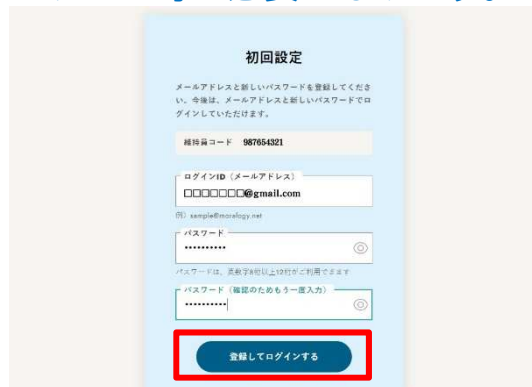 初回設定
メールアドレスと新しいパスワードを登録してくださ
い。今後は、メールアドレスと新しいパスワードでロ
グインしていただけます。
維持員コード 987654321
ログインID（メールアドレス）
□□□□□□□@gmail.com
例）sample@moralogy.net
パスワード
••••••••••
パスワードは、英数字8桁以上12桁がご利用できます
パスワード（確認のためもう一度入力）
••••••••••
登録してログインする